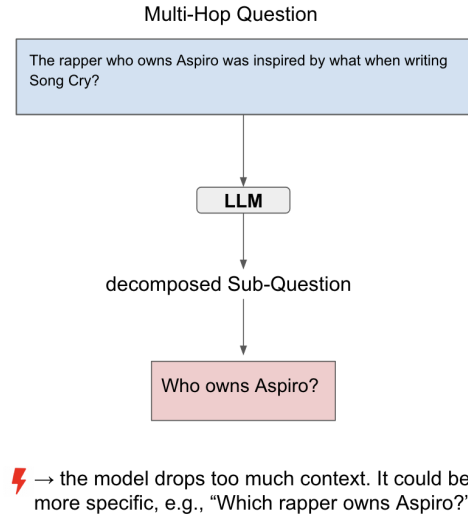 Multi-Hop Question
The rapper who owns Aspiro was inspired by what when writing
Song Cry?
LLM
decomposed Sub-Question
Who owns Aspiro?
→ the model drops too much context. It could be
more specific, e.g., “Which rapper owns Aspiro?”